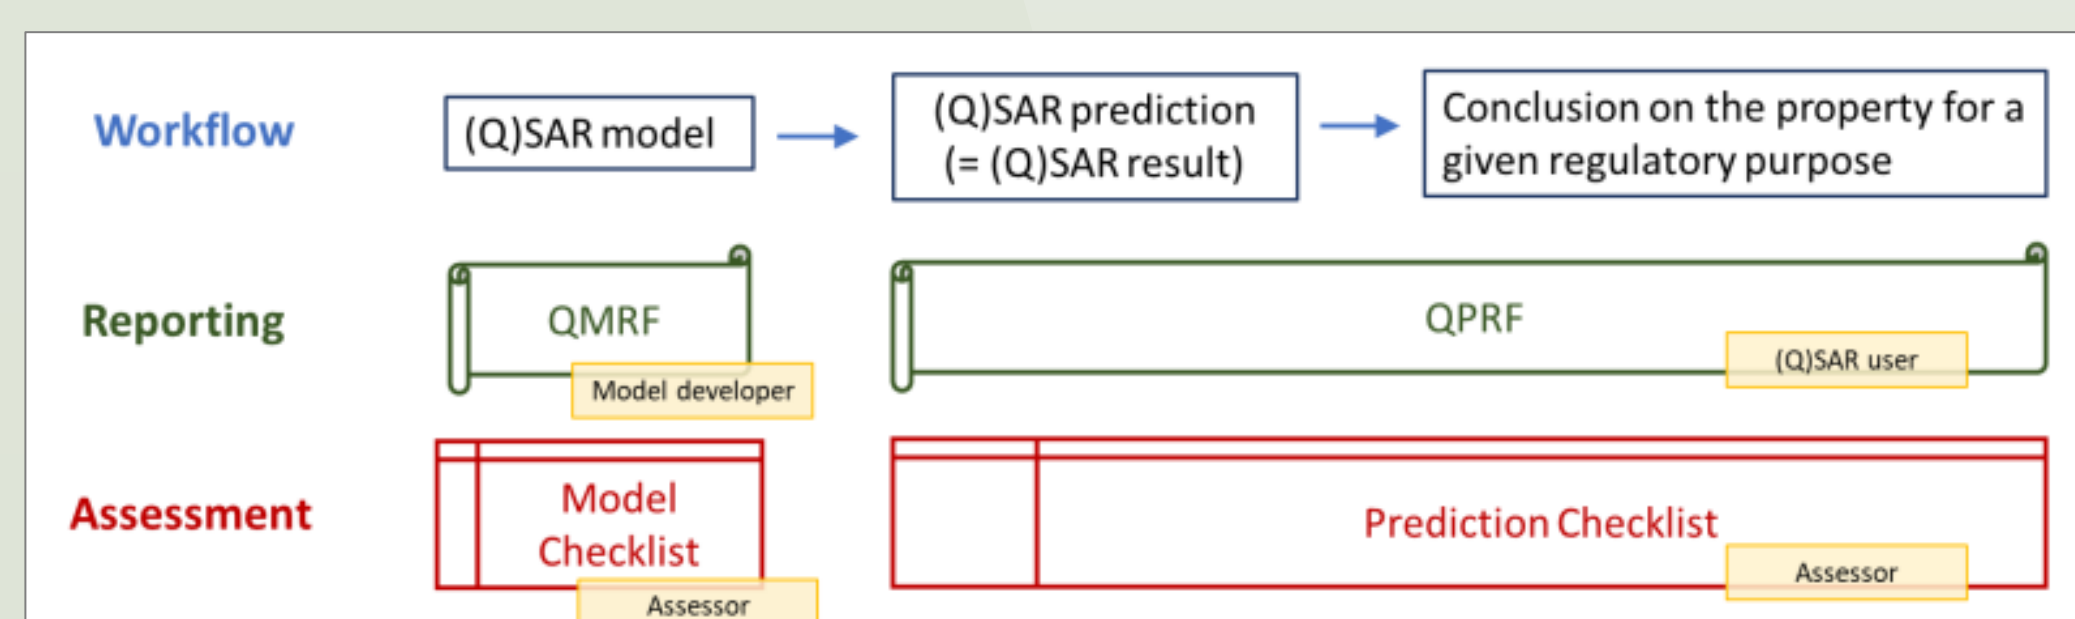 Workflow
(Q)SAR model
(Q)SAR prediction
(= (Q)SAR result)
Conclusion on the property for a
given regulatory purpose
Reporting
QMRF
Model developer
QPRF
(Q)SAR user
Assessment
Model
Checklist
Assessor
Prediction Checklist
Assessor